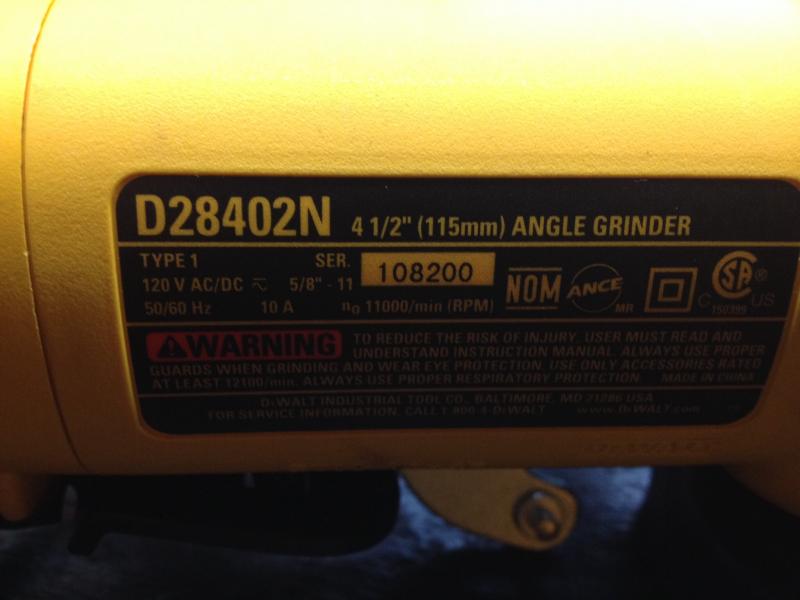 D28402N 4 1/2" (115mm) ANGLE GRINDER
TYPE 1 SER. 108200
120 V AC/DC 5/8" - 11
50/60 Hz 10 A n₀ 11000/min (RPM)
NOM ANCE MR
C SA® US
150399
WARNING TO REDUCE THE RISK OF INJURY, USER MUST READ AND
UNDERSTAND INSTRUCTION MANUAL. ALWAYS USE PROPER
GUARDS WHEN GRINDING AND WEAR EYE PROTECTION. USE ONLY ACCESSORIES RATED
AT LEAST 12100/min. ALWAYS USE PROPER RESPIRATORY PROTECTION. MADE IN CHINA
DEWALT INDUSTRIAL TOOL CO., BALTIMORE, MD 21286 USA
FOR SERVICE INFORMATION, CALL 1-800-4-DEWALT www.DEWALT.com